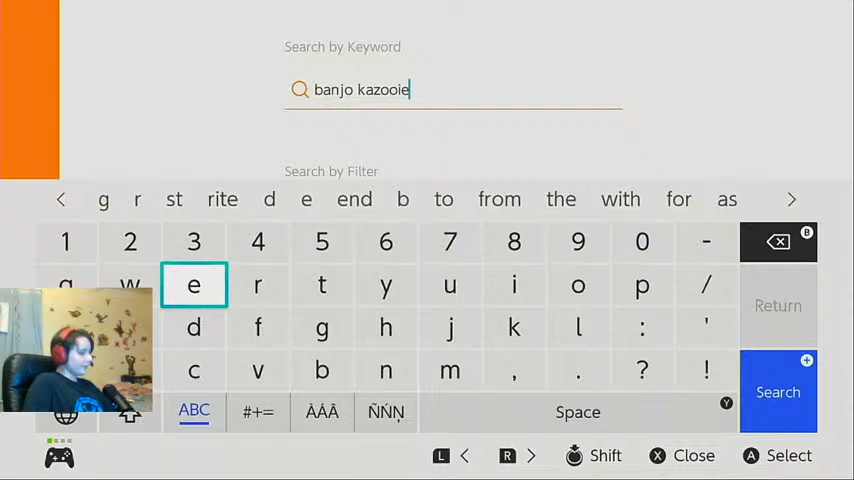 Search by Keyword
banjo kazooie
Search by Filter
< g r st rite d e end b to from the with for as >
1 2 3 4 5 6 7 8 9 0 - B
q w e r t y u i o p / Return
d f g h j k l : '
c v b n m , . ? ! + Search
ABC #+= ÀÁÂ ÑŃŅ Space Y
L < R > Shift X Close A Select